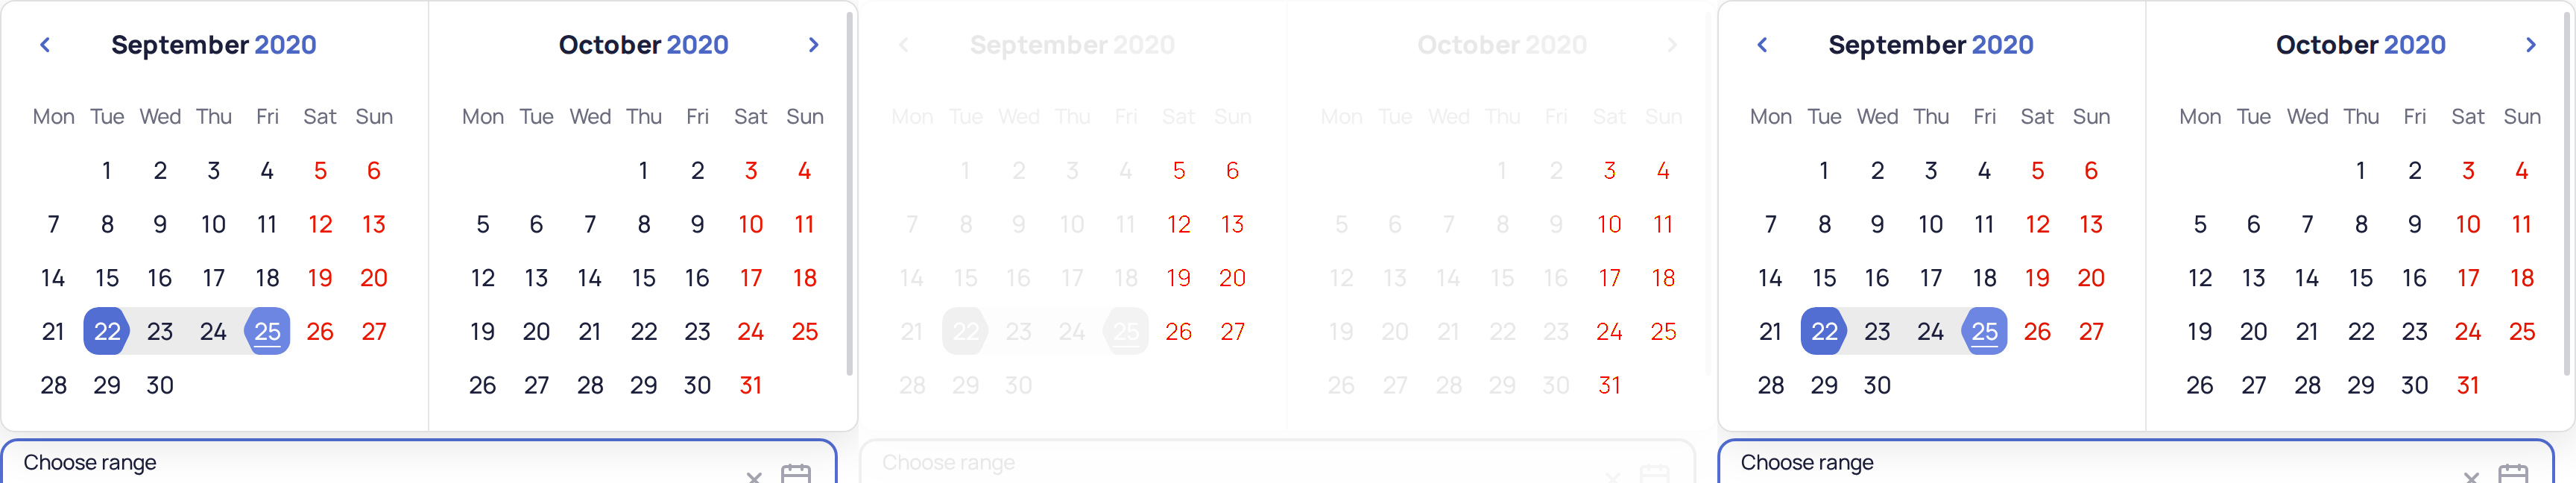 September 2020 October 2020 September 2020 October 2020 September 2020 October 2020
Mon Tue Wed Thu Fri Sat Sun Mon Tue Wed Thu Fri Sat Sun Mon Tue Wed Thu Fri Sat Sun Mon Tue Wed Thu Fri Sat Sun Mon Tue Wed Thu Fri Sat Sun Mon Tue Wed Thu Fri Sat Sun
1 2 3 4 5 6 1 2 3 4 1 2 3 4 5 6 1 2 3 4 1 2 3 4 5 6 1 2 3 4
7 8 9 10 11 12 13 5 6 7 8 9 10 11 7 8 9 10 11 12 13 5 6 7 8 9 10 11 7 8 9 10 11 12 13 5 6 7 8 9 10 11
14 15 16 17 18 19 20 12 13 14 15 16 17 18 14 15 16 17 18 19 20 12 13 14 15 16 17 18 14 15 16 17 18 19 20 12 13 14 15 16 17 18
21 22 23 24 25 26 27 19 20 21 22 23 24 25 21 22 23 24 25 26 27 19 20 21 22 23 24 25 21 22 23 24 25 26 27 19 20 21 22 23 24 25
28 29 30 26 27 28 29 30 31 28 29 30 26 27 28 29 30 31 28 29 30 26 27 28 29 30 31
Choose range Choose range Choose range